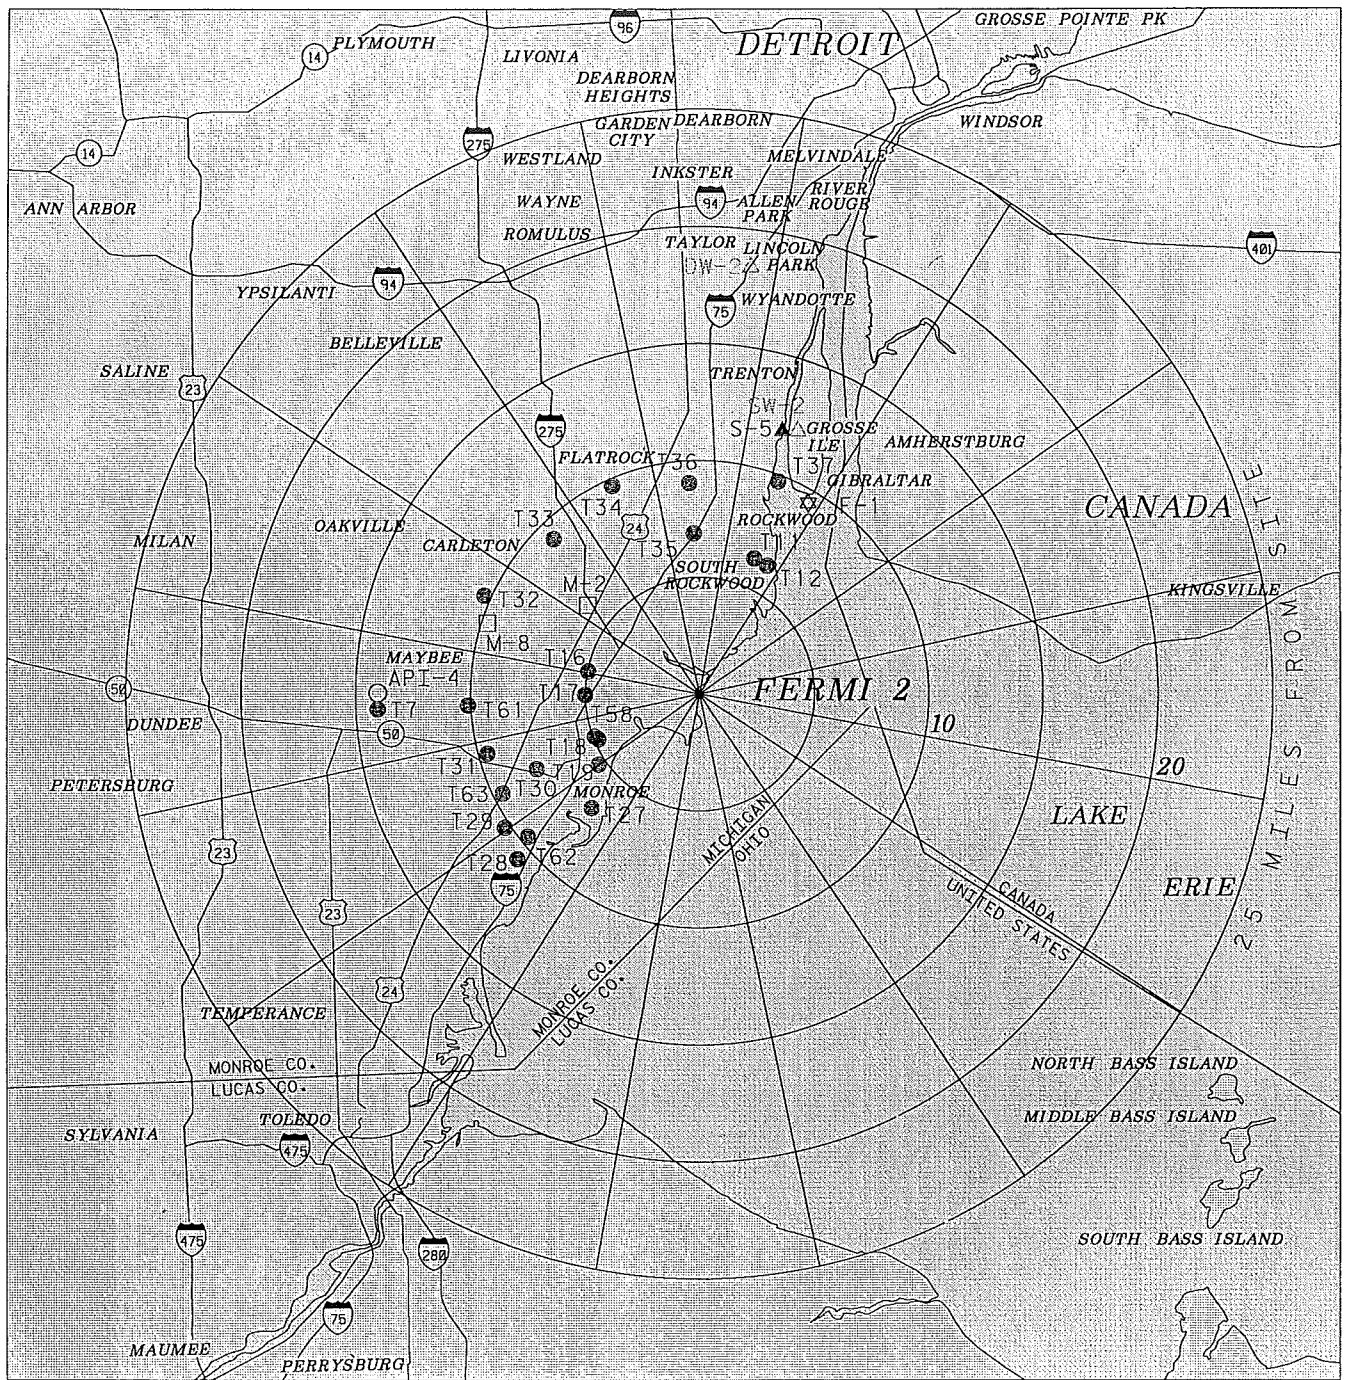 GROSSE POINTE PK
96
PLYMOUTH
DETROIT
14
LIVONIA
DEARBORN
HEIGHTS
GARDEN
CITY
DEARBORN
WINDSOR
275
14
WESTLAND
MELVINDALE
INKSTER
RIVER
ROUGE
94
ALLEN
PARK
WAYNE
ANN ARBOR
ROMULUS
TAYLOR
LINCOLN
PARK
401
DW-2
94
YPSILANTI
WYANDOTTE
75
BELLEVILLE
SALINE
TRENTON
23
SW-2
S-5
GROSSE
ILE
275
AMHERSTBURG
FLATROCK
T36
T37
GIBRALTAR
T34
F-1
CANADA
T33
24
ROCKWOOD
OAKVILLE
T35
T11
MILAN
CARLETON
SOUTH
ROCKWOOD
T12
M-2
KINGSVILLE
T32
M-8
MAYBEE
T16
API-4
50
T17
FERMI 2
T7
T61
T58
DUNDEE
10
50
T18
T31
T19
20
PETERSBURG
T30
T63
MONROE
T27
LAKE
T29
MICHIGAN
OHIO
23
T62
T28
75
ERIE
CANADA
UNITED STATES
23
25 MILES FROM SITE
24
MONROE CO.
LUCAS CO.
TEMPERANCE
MONROE CO.
LUCAS CO.
NORTH BASS ISLAND
MIDDLE BASS ISLAND
TOLEDO
SYLVANIA
475
475
SOUTH BASS ISLAND
280
75
MAUMEE
PERRYSBURG